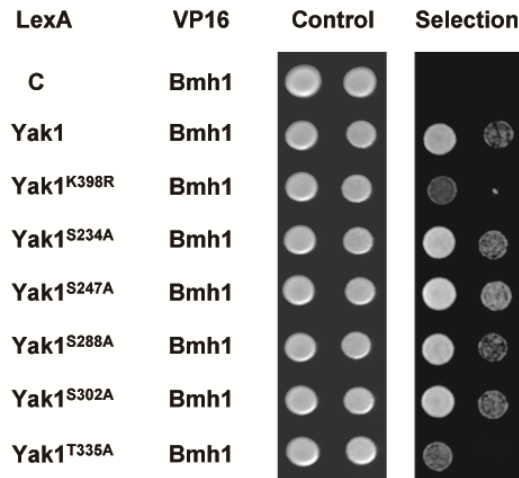 LexA VP16 Control Selection
C Bmh1
Yak1 Bmh1
Yak1K398R Bmh1
Yak1S234A Bmh1
Yak1S247A Bmh1
Yak1S288A Bmh1
Yak1S302A Bmh1
Yak1T335A Bmh1